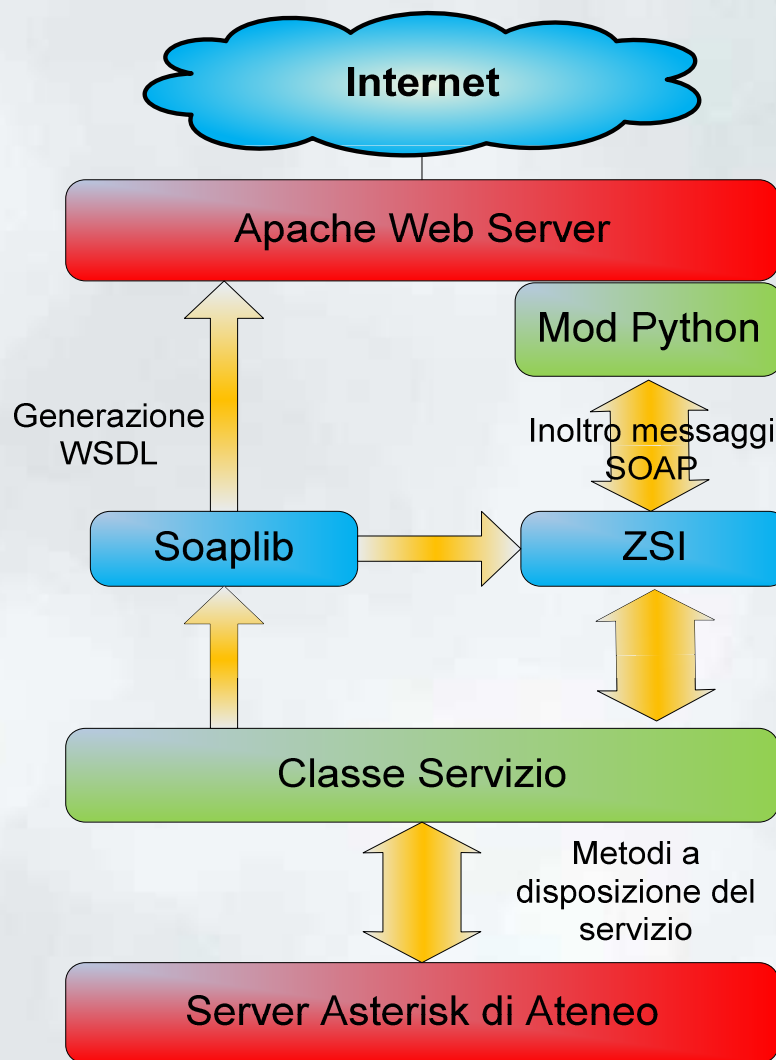 Internet
Apache Web Server
Mod Python
Generazione
WSDL
Inoltro messaggi
SOAP
Soaplib
ZSI
Classe Servizio
Metodi a
disposizione del
servizio
Server Asterisk di Ateneo